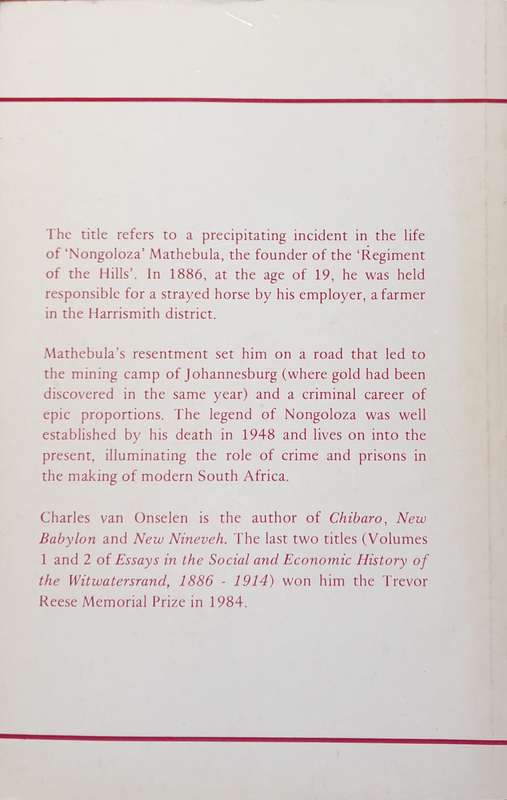 The title refers to a precipitating incident in the life
of ‘Nongoloza’ Mathebula, the founder of the ‘Regiment
of the Hills’. In 1886, at the age of 19, he was held
responsible for a strayed horse by his employer, a farmer
in the Harrismith district.
Mathebula’s resentment set him on a road that led to
the mining camp of Johannesburg (where gold had been
discovered in the same year) and a criminal career of
epic proportions. The legend of Nongoloza was well
established by his death in 1948 and lives on into the
present, illuminating the role of crime and prisons in
the making of modern South Africa.
Charles van Onselen is the author of Chibaro, New
Babylon and New Nineveh. The last two titles (Volumes
1 and 2 of Essays in the Social and Economic History of
the Witwatersrand, 1886 - 1914) won him the Trevor
Reese Memorial Prize in 1984.